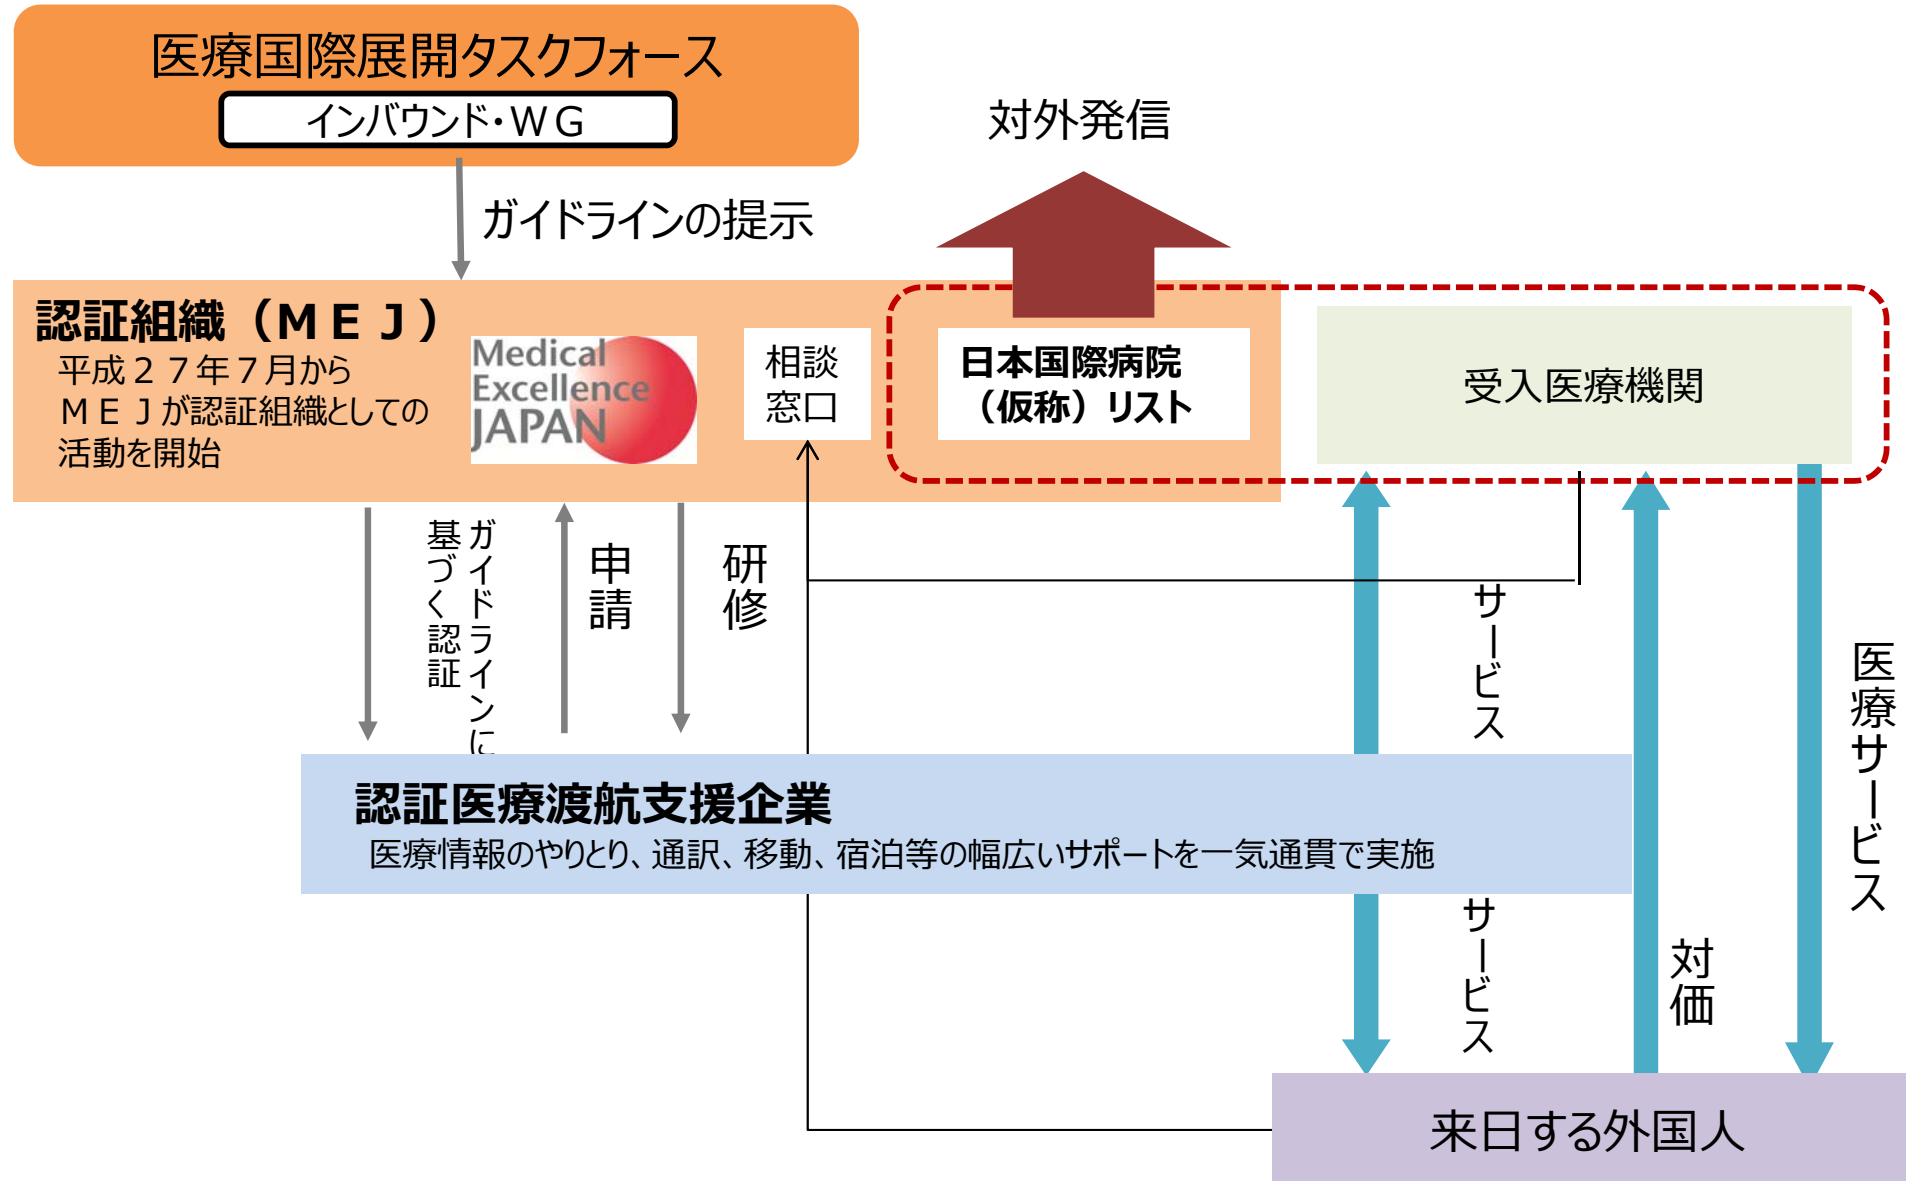 医療国際展開タスクフォース
インバウンド・ＷＧ
対外発信
ガイドラインの提示
認証組織（ＭＥＪ）
平成２７年７月から
ＭＥＪが認証組織としての
活動を開始
Medical
Excellence
JAPAN
相談
窓口
日本国際病院
（仮称）リスト
受入医療機関
ガイドラインに
基づく認証
申請
研修
サービス
医療サービス
認証医療渡航支援企業
医療情報のやりとり、通訳、移動、宿泊等の幅広いサポートを一気通貫で実施
サービス
対価
来日する外国人